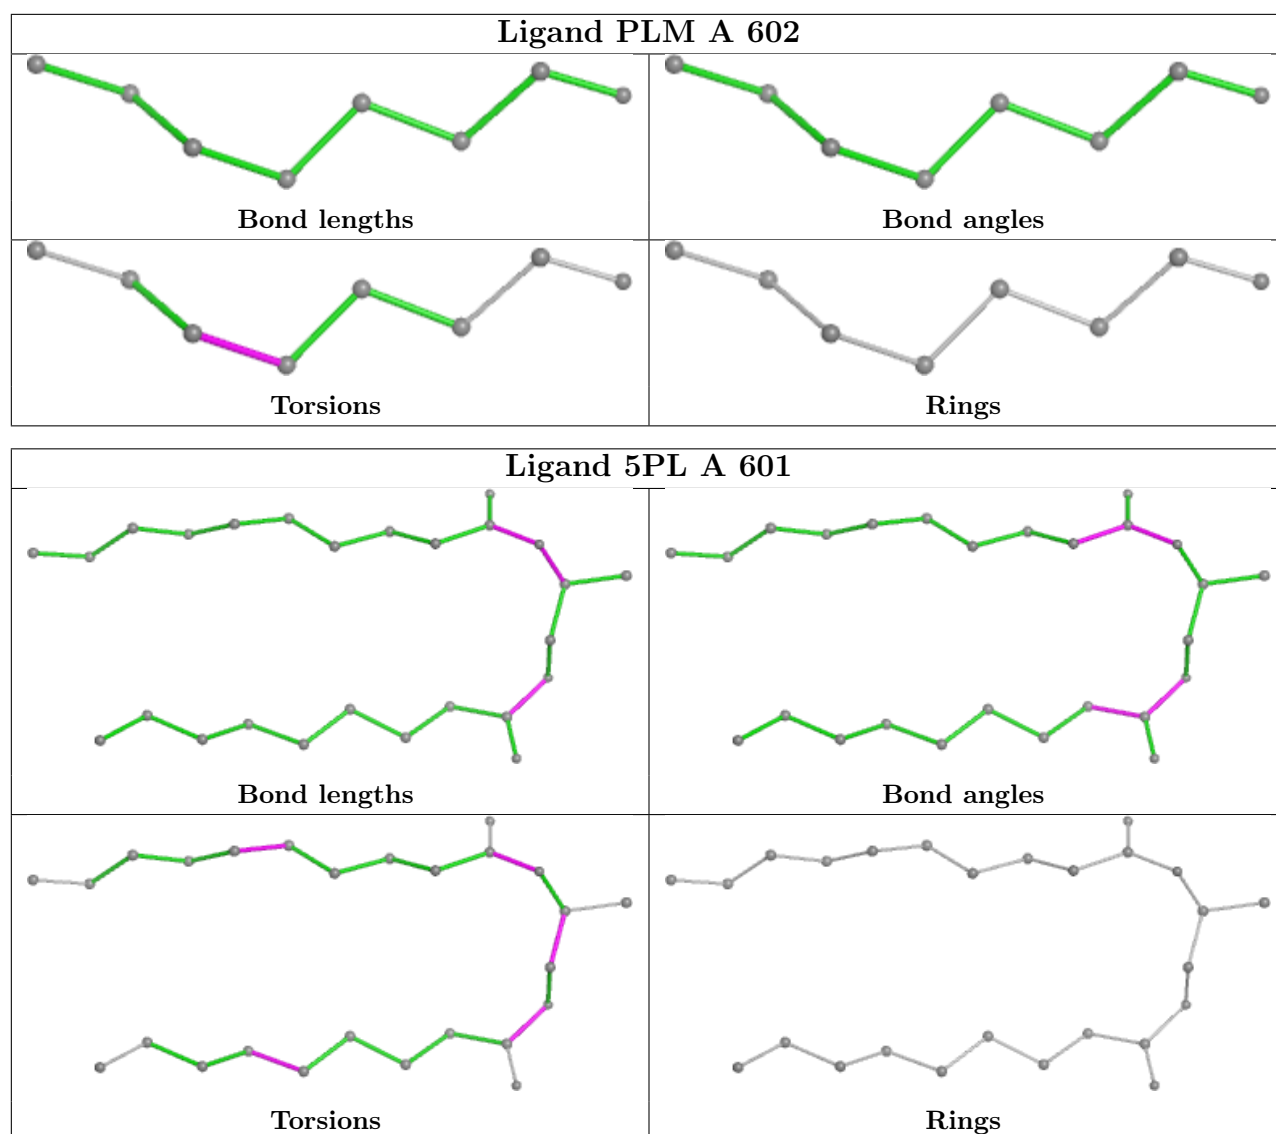 Ligand PLM A 602
Bond lengths
Bond angles
Torsions
Rings
Ligand 5PL A 601
Bond lengths
Bond angles
Torsions
Rings